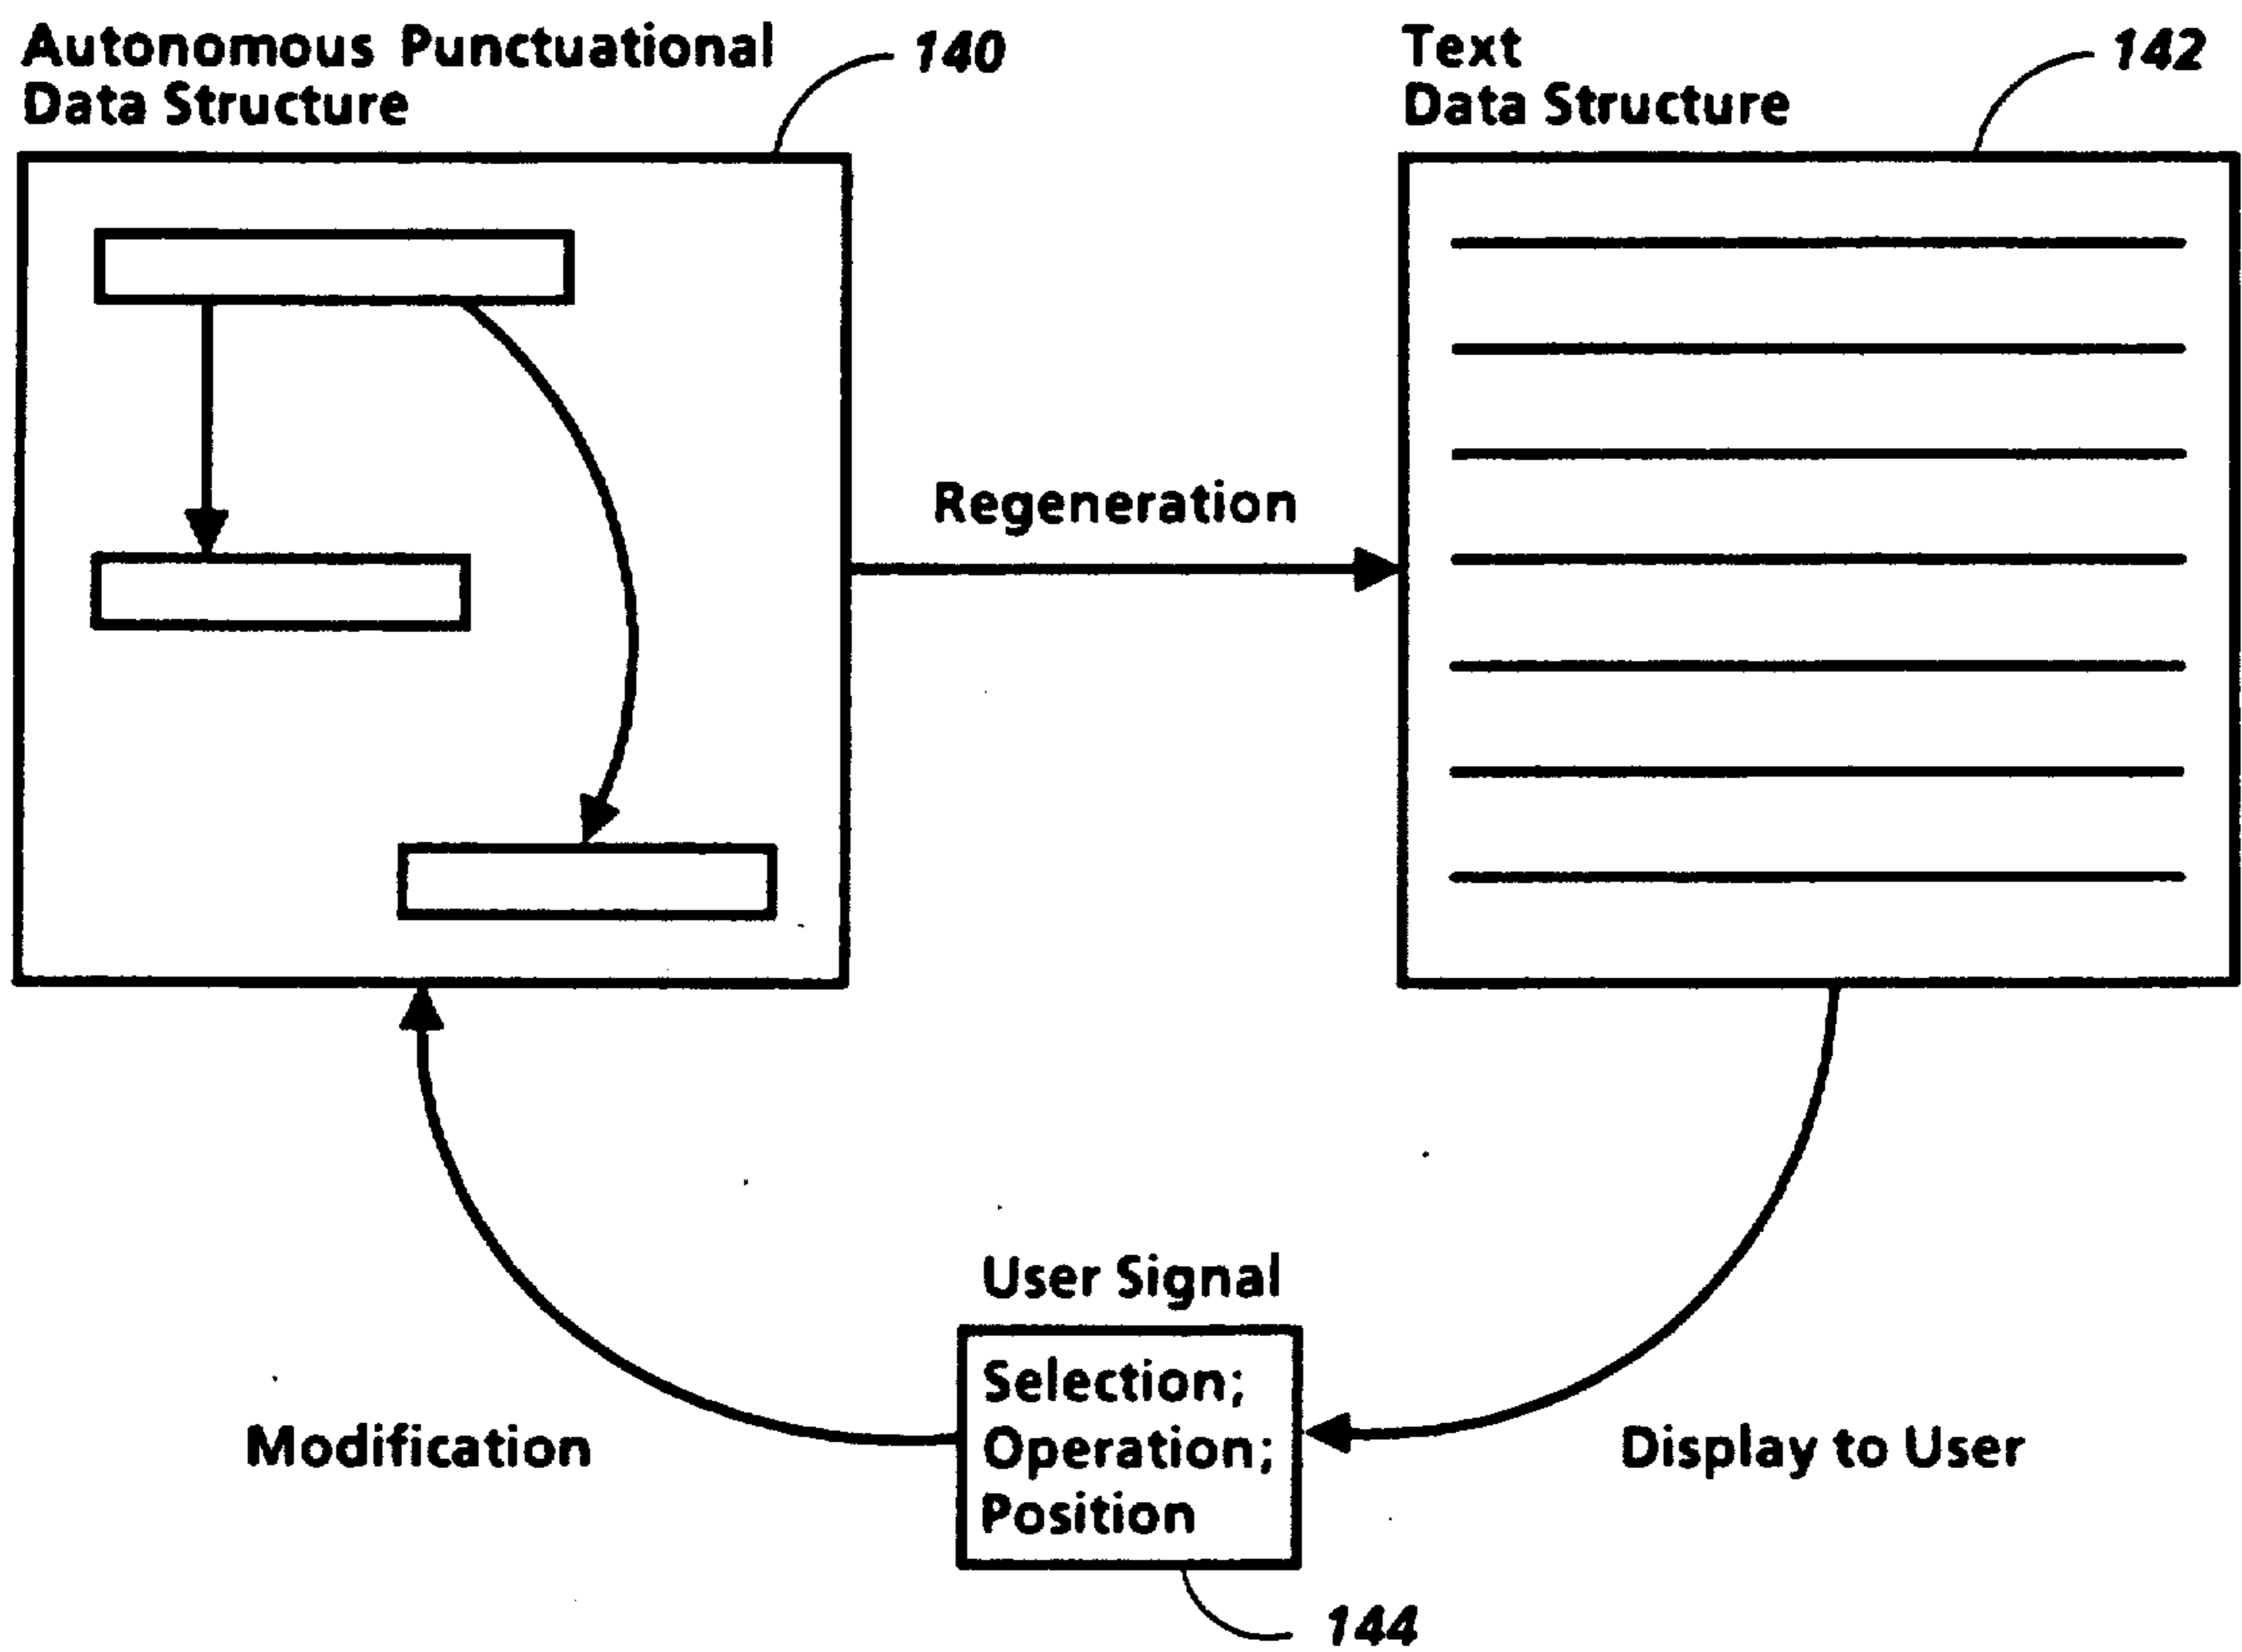 Autonomous Punctuational
Data Structure
140
Text
Data Structure
142
Regeneration
User Signal
Selection;
Operation;
Position
Modification
Display to User
144